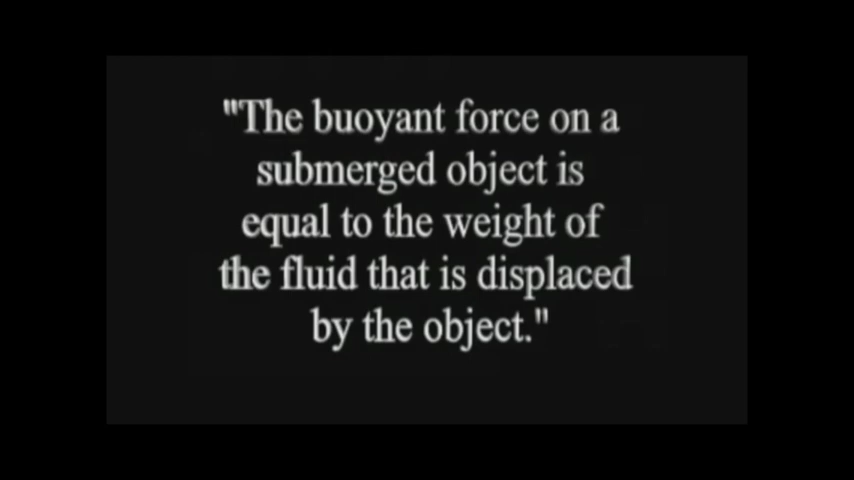 "The buoyant force on a
submerged object is
equal to the weight of
the fluid that is displaced
by the object."